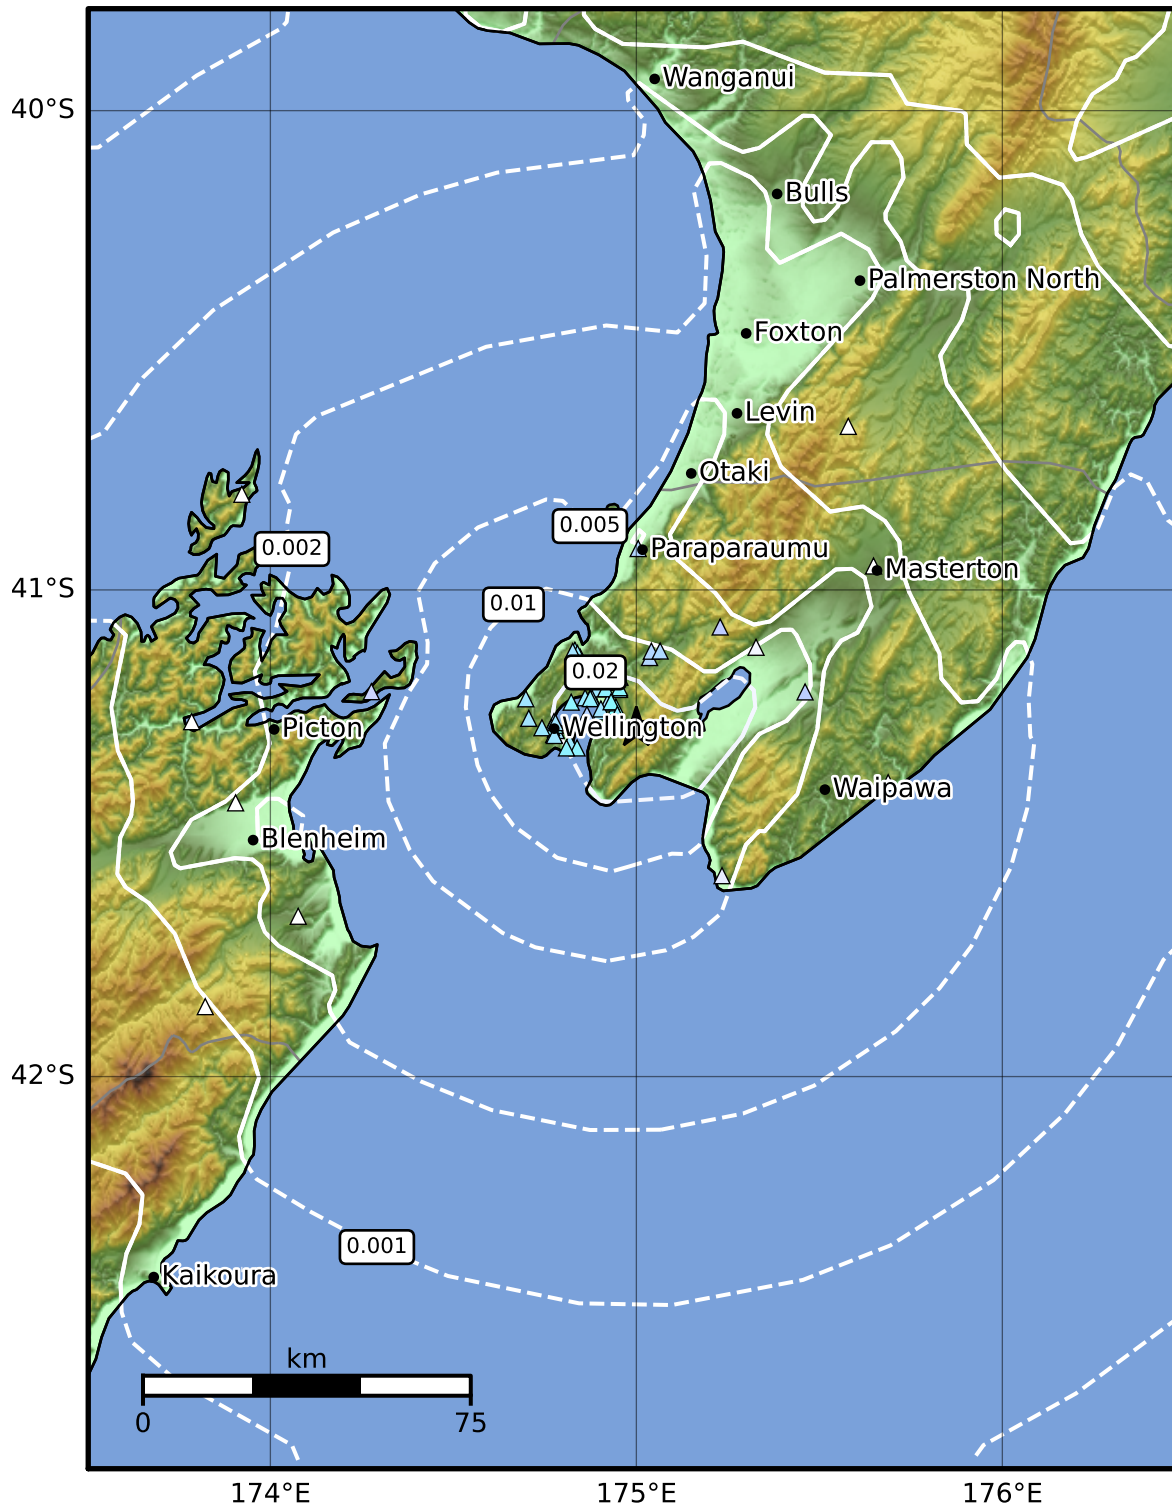 Wanganui
40°S
Bulls
Palmerston North
Foxton
Levin
Otaki
0.005
0.002
Paraparaumu
Masterton
41°S
0.01
0.02
Picton
Wellington
Waipawa
Blenheim
42°S
0.001
Kaikoura
km
0
75
174°E
175°E
176°E